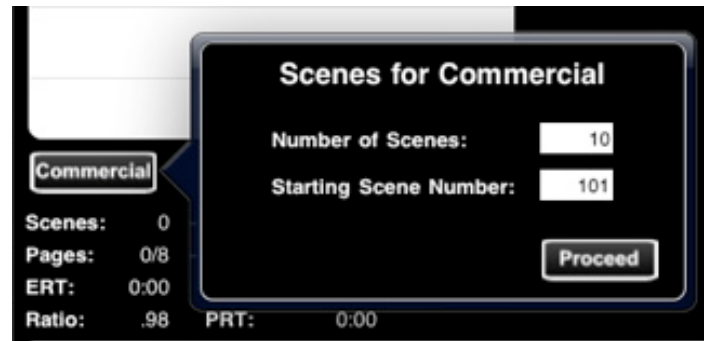 Scenes for Commercial
Number of Scenes: 10
Starting Scene Number: 101
Proceed
Commercial
Scenes: 0
Pages: 0/8
ERT: 0:00
Ratio: .98 PRT: 0:00